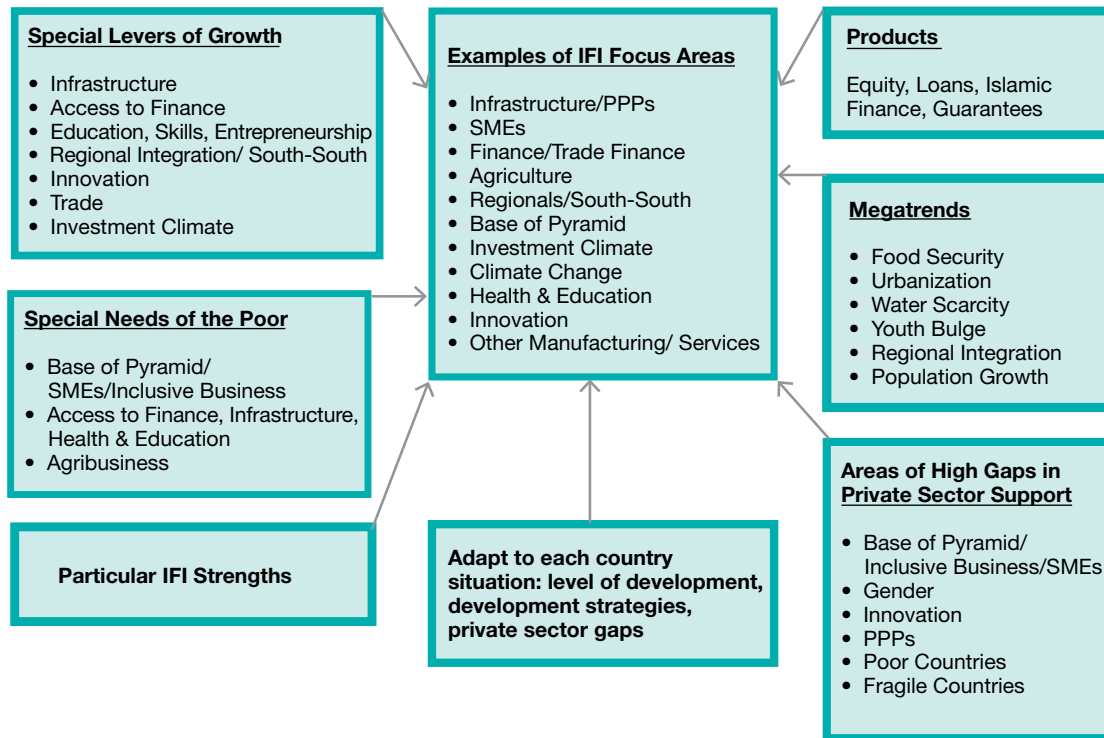 Special Levers of Growth
• Infrastructure
• Access to Finance
• Education, Skills, Entrepreneurship
• Regional Integration/ South-South
• Innovation
• Trade
• Investment Climate
Special Needs of the Poor
• Base of Pyramid/
SMEs/Inclusive Business
• Access to Finance, Infrastructure,
Health & Education
• Agribusiness
Particular IFI Strengths
Examples of IFI Focus Areas
• Infrastructure/PPPs
• SMEs
• Finance/Trade Finance
• Agriculture
• Regionals/South-South
• Base of Pyramid
• Investment Climate
• Climate Change
• Health & Education
• Innovation
• Other Manufacturing/ Services
Adapt to each country
situation: level of development,
development strategies,
private sector gaps
Products
Equity, Loans, Islamic
Finance, Guarantees
Megatrends
• Food Security
• Urbanization
• Water Scarcity
• Youth Bulge
• Regional Integration
• Population Growth
Areas of High Gaps in
Private Sector Support
• Base of Pyramid/
Inclusive Business/SMEs
• Gender
• Innovation
• PPPs
• Poor Countries
• Fragile Countries